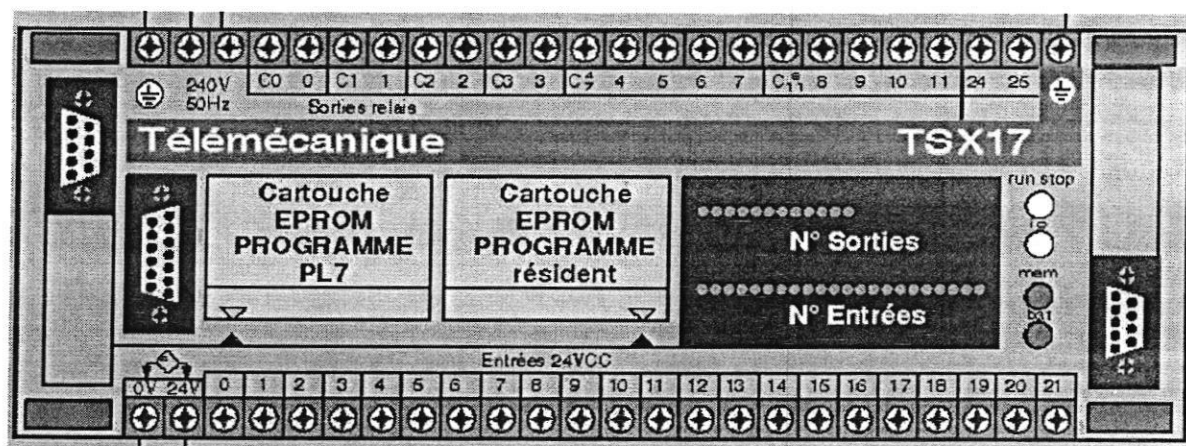 240V C0 0 C1 1 C2 2 C3 3 C4/7 4 5 6 7 C8/11 8 9 10 11 24 25
50Hz Sorties relais
Télémécanique TSX17
run stop
Cartouche
EPROM
PROGRAMME
PL7
Cartouche
EPROM
PROGRAMME
résident
N° Sorties
mem
N° Entrées
Entrées 24VCC
0V 24V 0 1 2 3 4 5 6 7 8 9 10 11 12 13 14 15 16 17 18 19 20 21